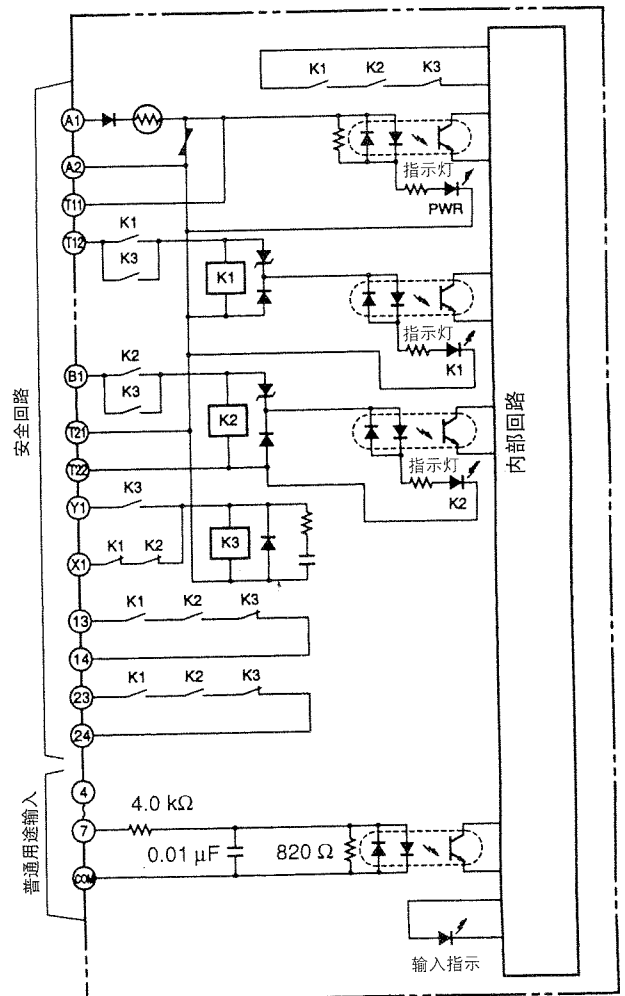 K1 K2 K3
A1
指示灯
PWR
A2
T11
T12
K1
K3
K1
指示灯
K1
B1
K2
K3
K2
T21
T22
指示灯
K2
Y1
K3
K3
X1
K1 K2
13
K1 K2 K3
14
23
K1 K2 K3
24
安全回路
内部回路
4
7
4.0 kΩ
0.01 μF
820 Ω
COM
普通用途输入
输入指示